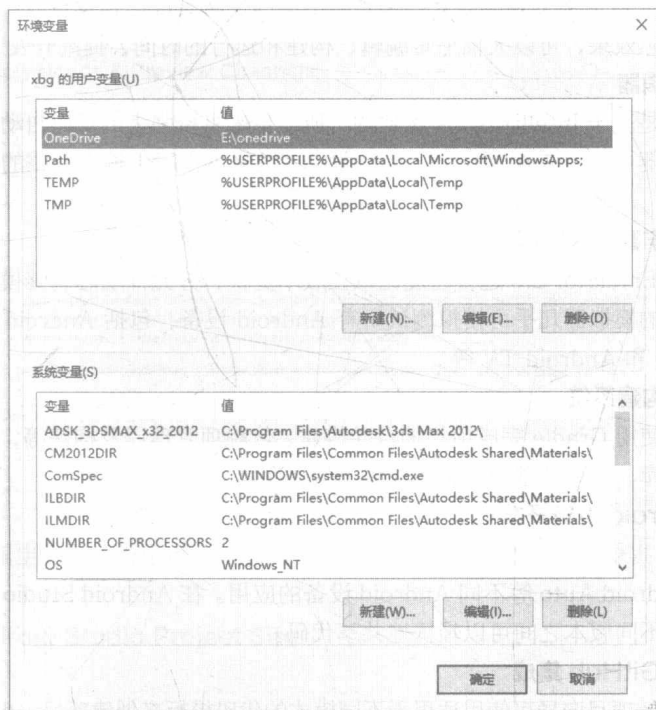 环境变量
xbg 的用户变量(U)
变量 值
OneDrive E:\onedrive
Path %USERPROFILE%\AppData\Local\Microsoft\WindowsApps;
TEMP %USERPROFILE%\AppData\Local\Temp
TMP %USERPROFILE%\AppData\Local\Temp
新建(N)... 编辑(E)... 删除(D)
系统变量(S)
变量 值
ADSK_3DSMAX_x32_2012 C:\Program Files\Autodesk\3ds Max 2012\
CM2012DIR C:\Program Files\Common Files\Autodesk Shared\Materials\
ComSpec C:\WINDOWS\system32\cmd.exe
ILBDIR C:\Program Files\Common Files\Autodesk Shared\Materials\
ILMDIR C:\Program Files\Common Files\Autodesk Shared\Materials\
NUMBER_OF_PROCESSORS 2
OS Windows_NT
新建(W)... 编辑(I)... 删除(L)
确定 取消